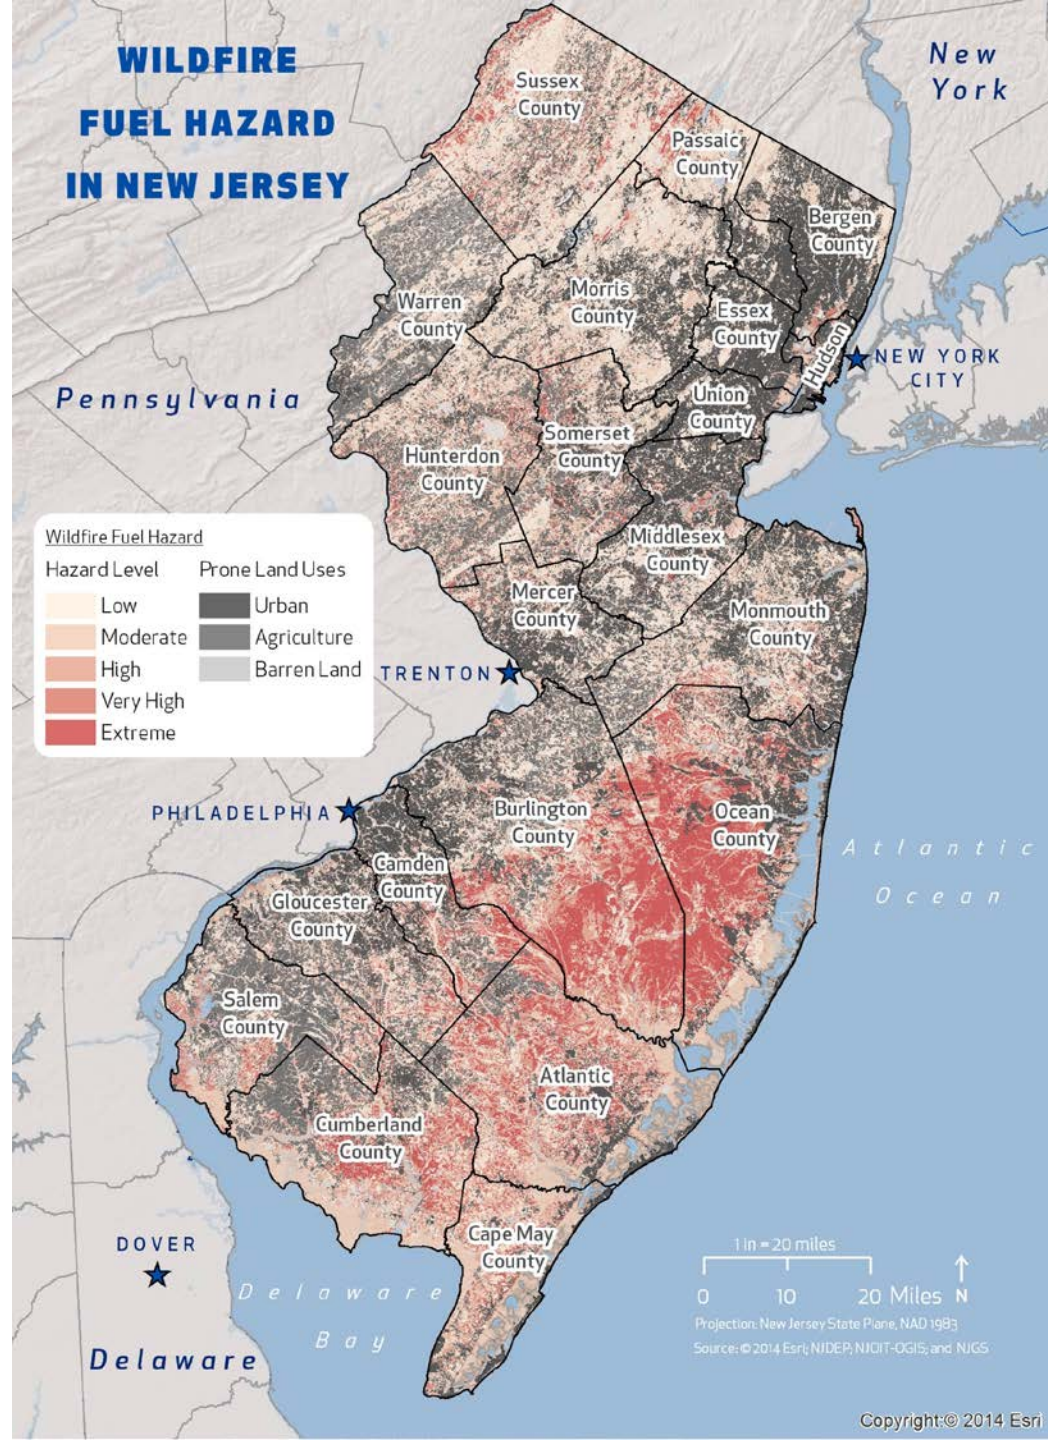 WILDFIRE
FUEL HAZARD
IN NEW JERSEY
New
York
Sussex
County
Passaic
County
Bergen
County
Warren
County
Morris
County
Essex
County
Hudson
NEW YORK
CITY
Pennsylvania
Union
County
Somerset
County
Hunterdon
County
Middlesex
County
Mercer
County
Monmouth
County
Wildfire Fuel Hazard
Hazard Level
Prone Land Uses
Low
Urban
Moderate
Agriculture
High
Barren Land
Very High
Extreme
TRENTON
PHILADELPHIA
Burlington
County
Ocean
County
Camden
County
Gloucester
County
Atlantic
Ocean
Salem
County
Atlantic
County
Cumberland
County
Cape May
County
DOVER
Delaware
Bay
Delaware
1 in = 20 miles
0 10 20 Miles N
Projection: New Jersey State Plane, NAD 1983
Source: © 2014 Esri; NJDEP; NJOIT-OGIS; and NJGS
Copyright:© 2014 Esri